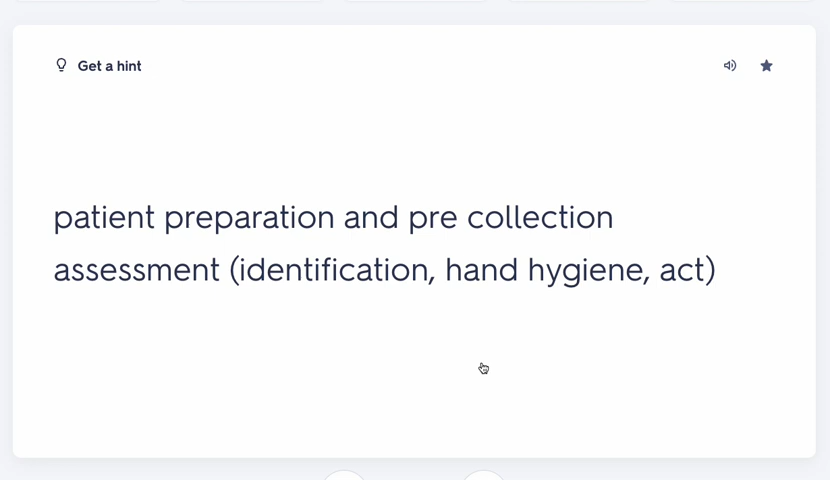 Get a hint
patient preparation and pre collection
assessment (identification, hand hygiene, act)